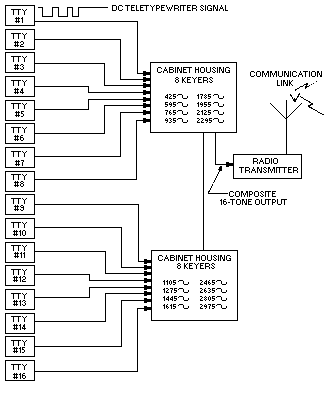 TTY
#1
DC TELETYPEWRITER SIGNAL
TTY
#2
TTY
#3
TTY
#4
TTY
#5
TTY
#6
TTY
#7
TTY
#8
CABINET HOUSING
8 KEYERS
425 1785
595 1955
765 2125
935 2295
COMMUNICATION
LINK
RADIO
TRANSMITTER
COMPOSITE
16-TONE OUTPUT
TTY
#9
TTY
#10
TTY
#11
TTY
#12
TTY
#13
TTY
#14
TTY
#15
TTY
#16
CABINET HOUSING
8 KEYERS
1105 2465
1275 2635
1445 2805
1615 2975